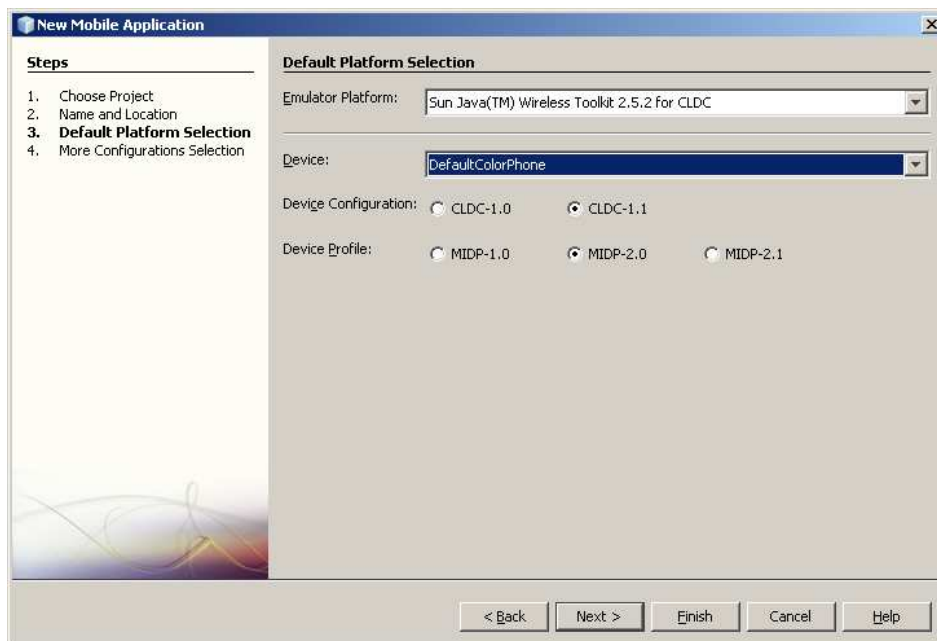 New Mobile Application
Steps
1. Choose Project
2. Name and Location
3. Default Platform Selection
4. More Configurations Selection
Default Platform Selection
Emulator Platform: Sun Java(TM) Wireless Toolkit 2.5.2 for CLDC
Device: DefaultColorPhone
Device Configuration: CLDC-1.0 CLDC-1.1
Device Profile: MIDP-1.0 MIDP-2.0 MIDP-2.1
< Back Next > Finish Cancel Help